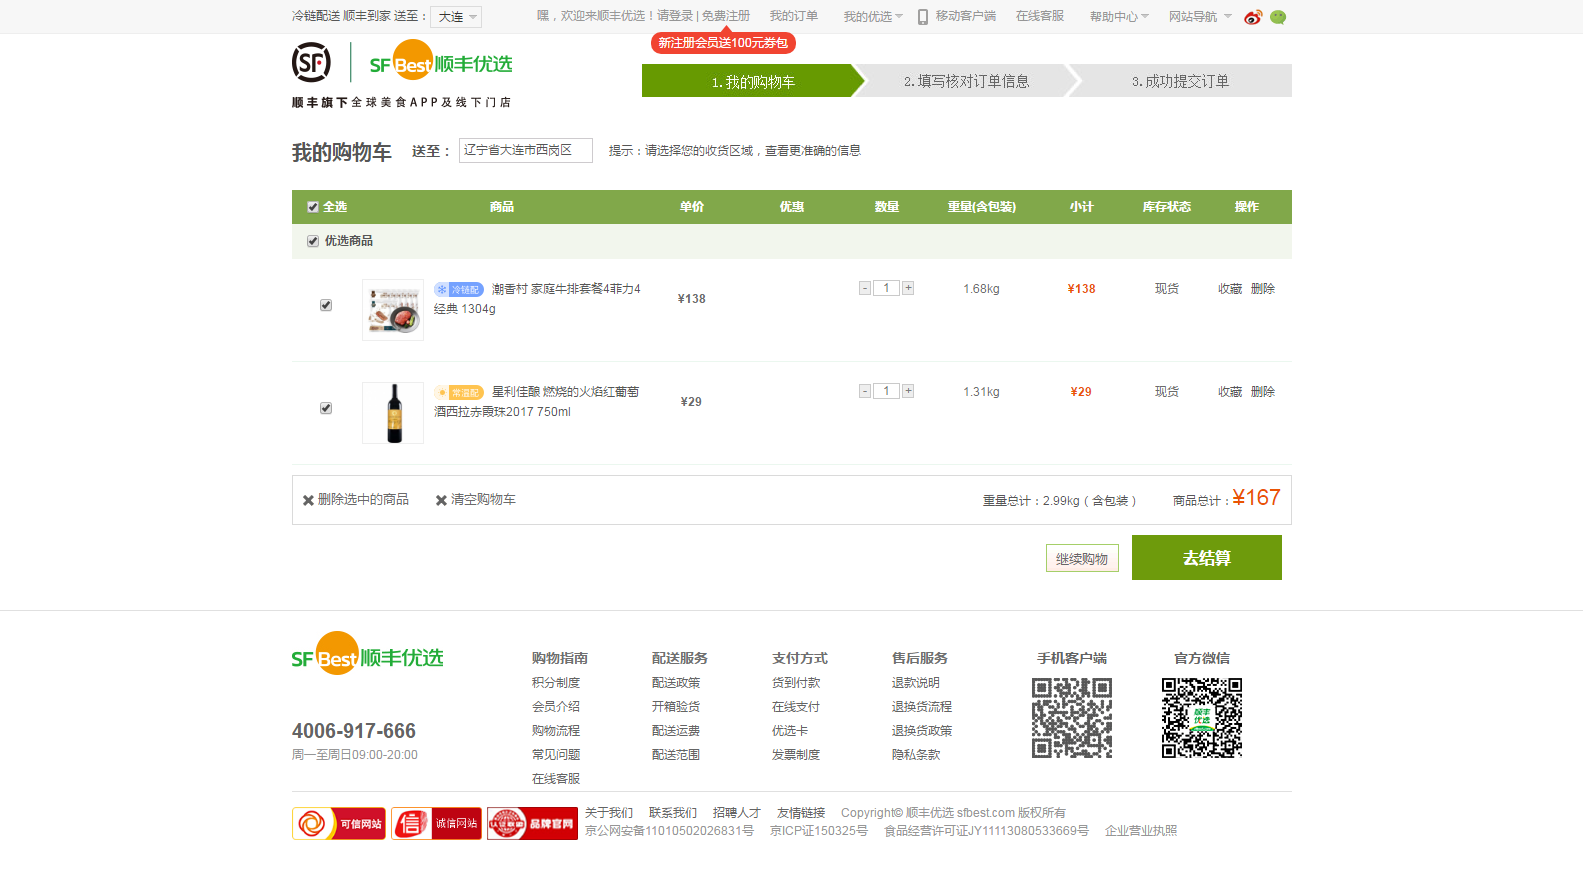 冷链配送 顺丰到家 送至： 大连
嘿，欢迎来顺丰优选！请登录 | 免费注册 我的订单 我的优选 移动客户端 在线客服 帮助中心 网站导航
新注册会员送100元券包
SF SF Best 顺丰优选
顺丰旗下全球美食APP及线下门店
1.我的购物车 2.填写核对订单信息 3.成功提交订单
我的购物车 送至： 辽宁省大连市西岗区 提示：请选择您的收货区域，查看更准确的信息
全选 商品 单价 优惠 数量 重量(含包装) 小计 库存状态 操作
优选商品
冷链配 潮香村 家庭牛排套餐4菲力4 ¥138 - 1 + 1.68kg ¥138 现货 收藏 删除
经典 1304g
常温配 星利佳酿 燃烧的火焰红葡萄 ¥29 - 1 + 1.31kg ¥29 现货 收藏 删除
酒西拉赤霞珠2017 750ml
删除选中的商品 清空购物车 重量总计：2.99kg（含包装） 商品总计：¥167
继续购物 去结算
SF Best 顺丰优选
4006-917-666
周一至周日09:00-20:00
购物指南 配送服务 支付方式 售后服务 手机客户端 官方微信
积分制度 配送政策 货到付款 退款说明
会员介绍 开箱验货 在线支付 退换货流程
购物流程 配送运费 优选卡 退换货政策
常见问题 配送范围 发票制度 隐私条款
在线客服
顺丰
优选
可信网站 信 诚信网站 品牌官网
关于我们 联系我们 招聘人才 友情链接 Copyright© 顺丰优选 sfbest.com 版权所有
京公网安备11010502026831号 京ICP证150325号 食品经营许可证JY11113080533669号 企业营业执照